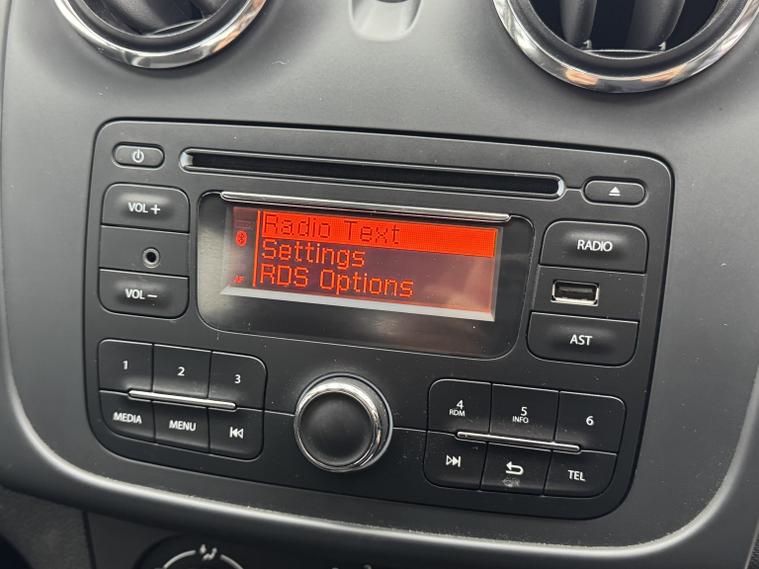 VOL +
VOL −
Radio Text
Settings
RDS Options
AF
RADIO
AST
1
2
3
MEDIA
MENU
4
RDM
5
INFO
6
TEL